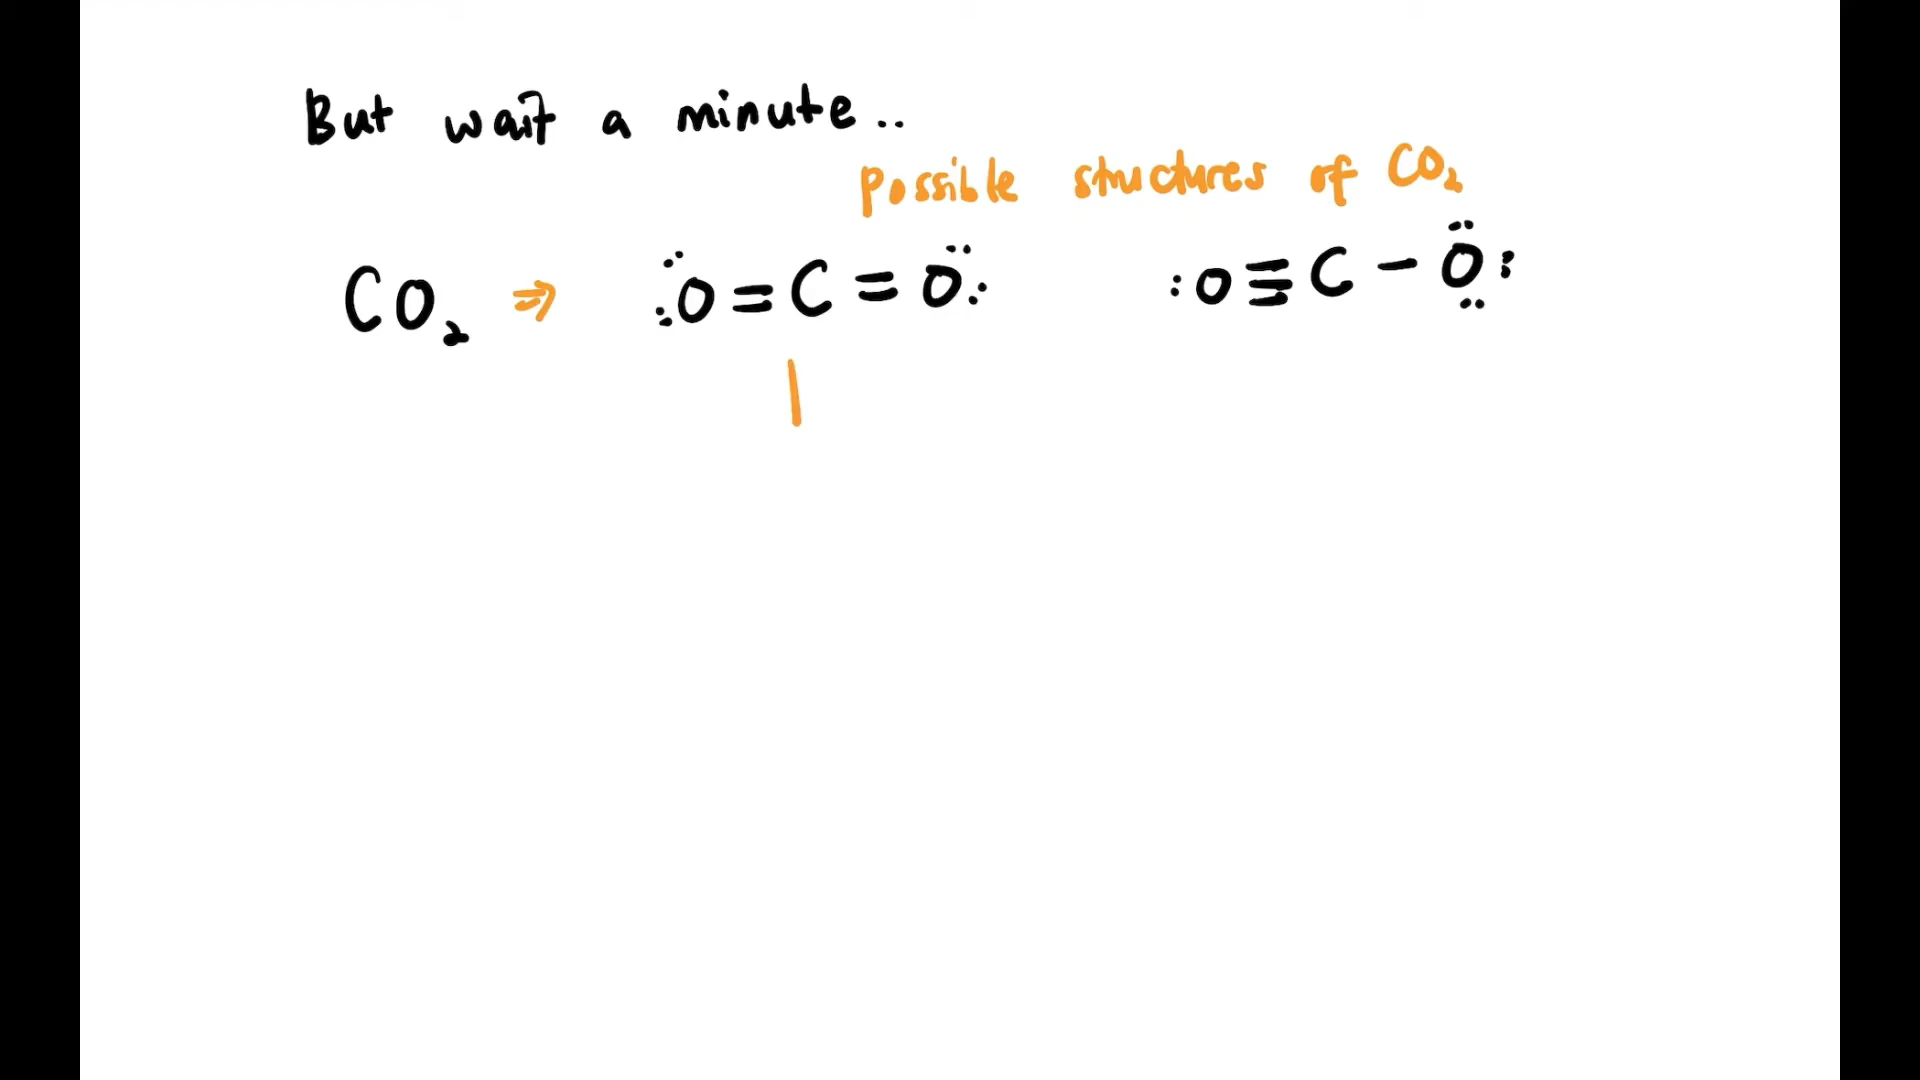 But wait a minute..
possible structures of CO₂
CO₂ ⇒ :Ö=C=Ö: :O≡C-Ö̤: